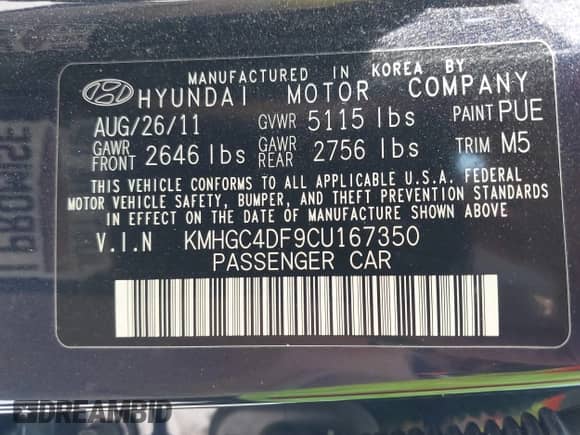 MANUFACTURED IN KOREA BY
HYUNDAI MOTOR COMPANY
AUG/26/11 GVWR 5115 lbs PAINT PUE
GAWR FRONT 2646 lbs GAWR REAR 2756 lbs TRIM M5
THIS VEHICLE CONFORMS TO ALL APPLICABLE U.S.A. FEDERAL
MOTOR VEHICLE SAFETY, BUMPER, AND THEFT PREVENTION STANDARDS
IN EFFECT ON THE DATE OF MANUFACTURE SHOWN ABOVE.
V.I.N KMHGC4DF9CU167350
PASSENGER CAR
DREAMBID